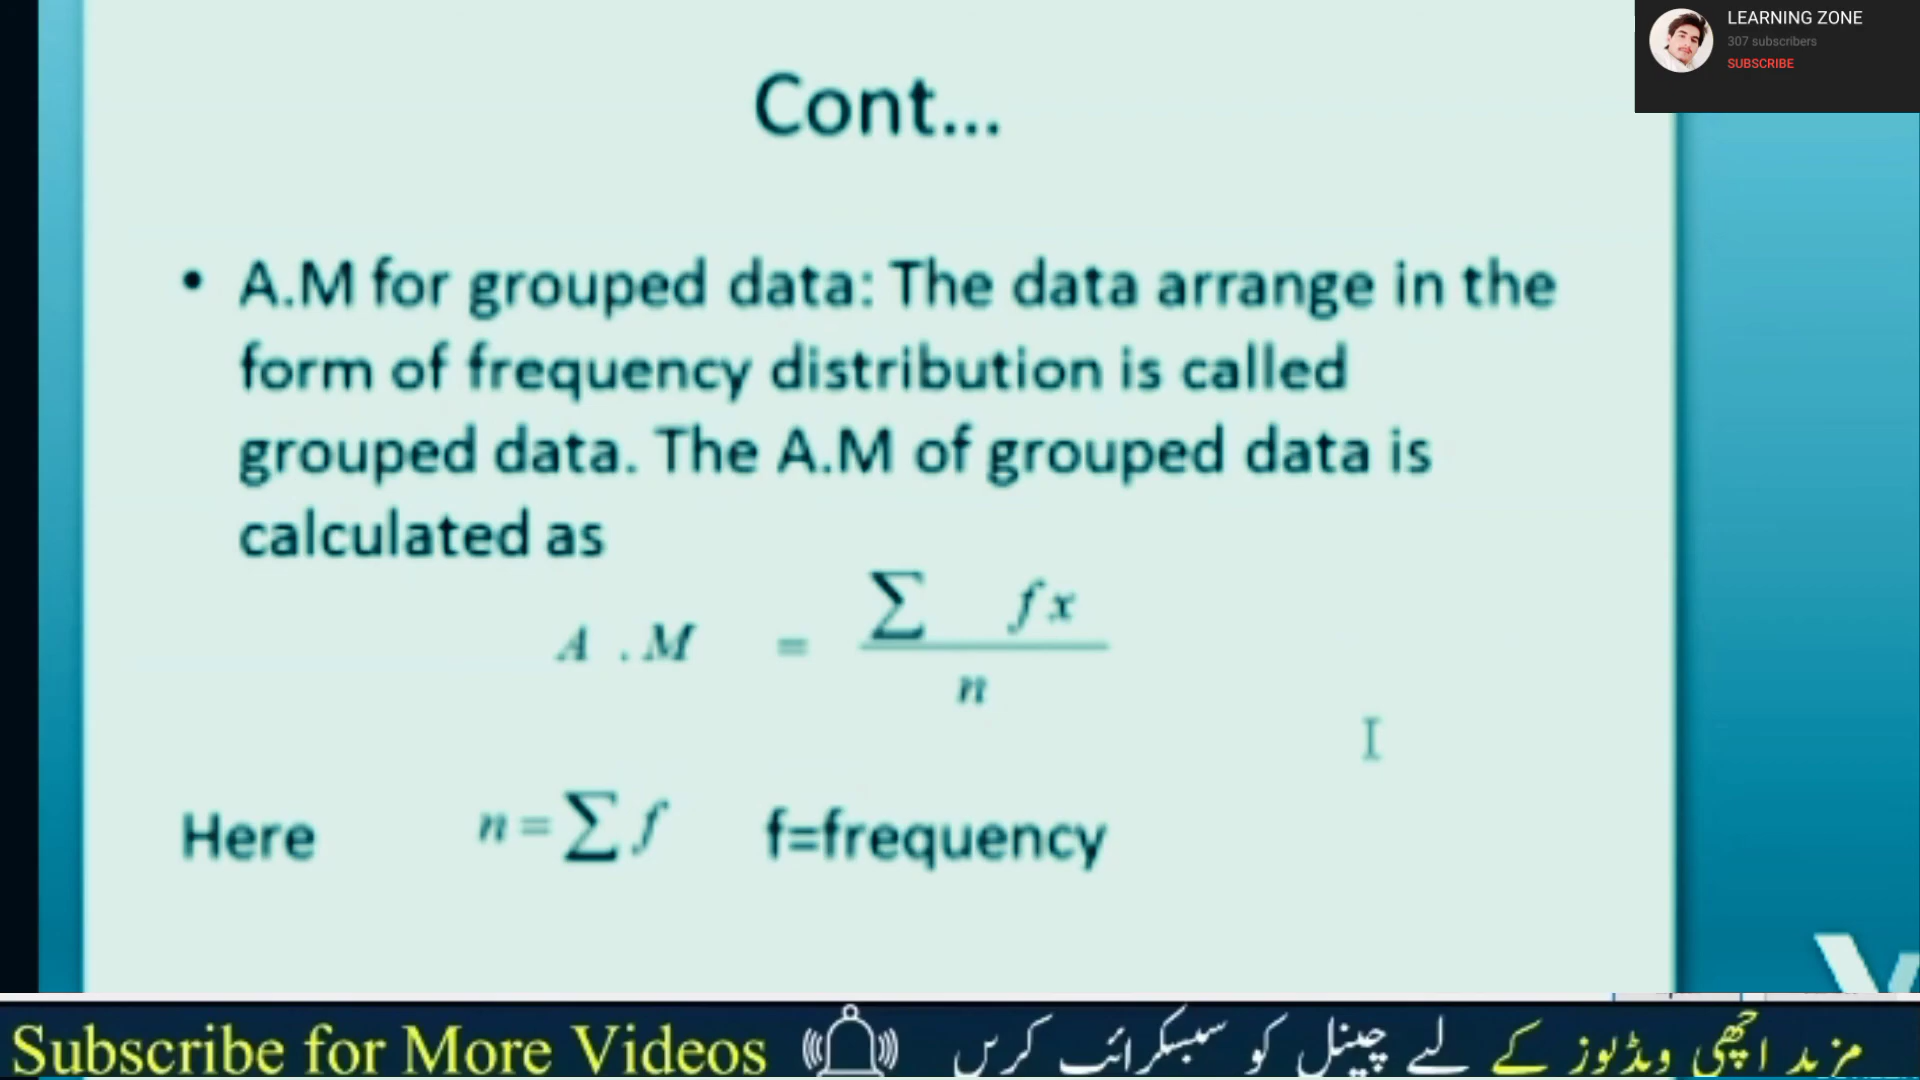 LEARNING ZONE
307 subscribers
SUBSCRIBE
Cont...
• A.M for grouped data: The data arrange in the
form of frequency distribution is called
grouped data. The A.M of grouped data is
calculated as
A . M = ∑ fx / n
Here n = ∑ f f=frequency
Subscribe for More Videos مزید اچھی ویڈیوز کے لیے چینل کو سبسکرائب کریں